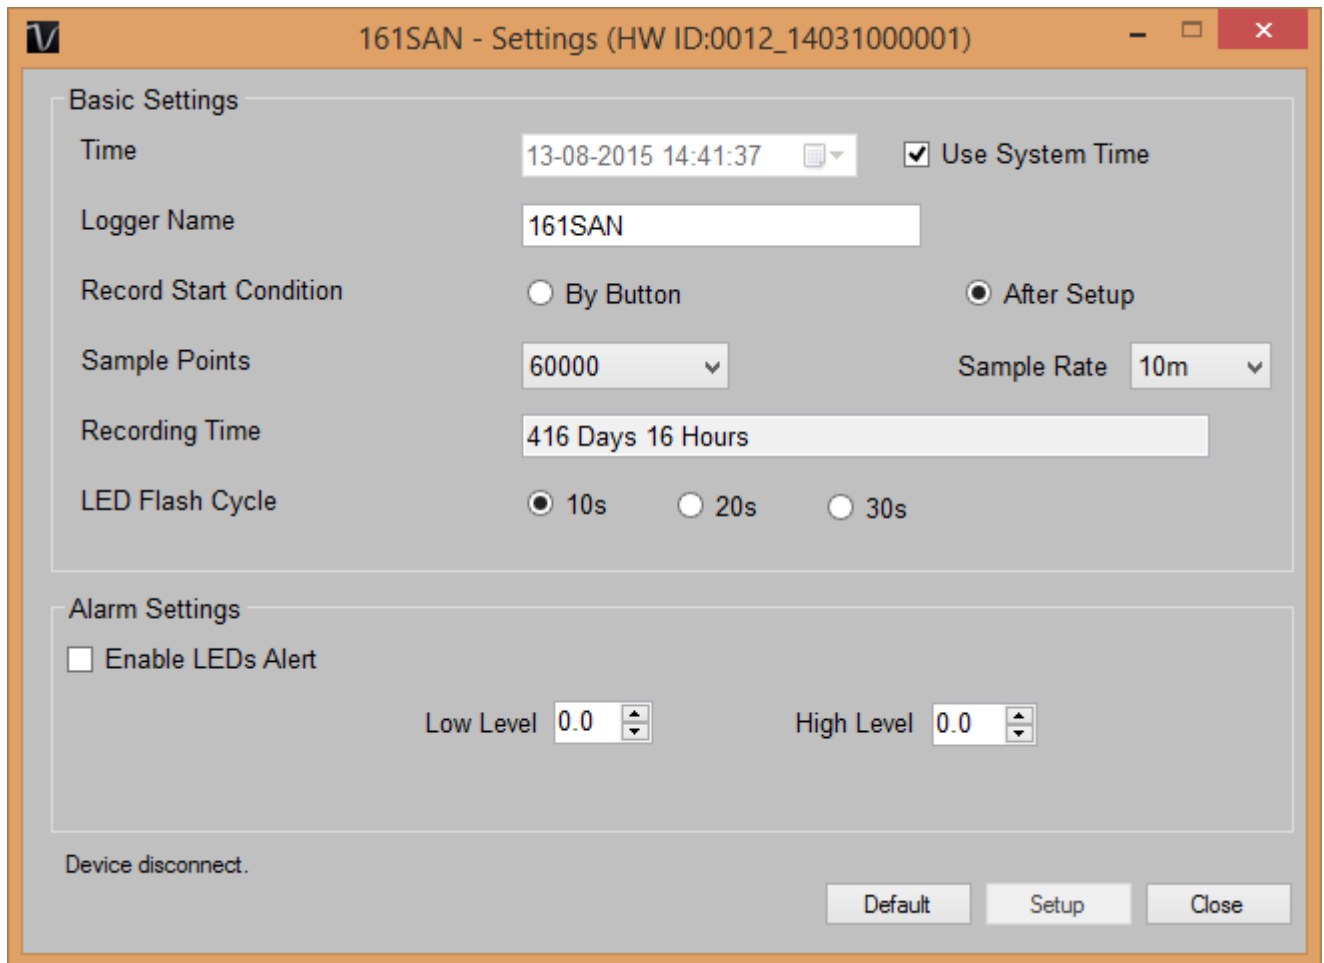 161SAN - Settings (HW ID:0012_14031000001)
Basic Settings
Time 13-08-2015 14:41:37 Use System Time
Logger Name 161SAN
Record Start Condition By Button After Setup
Sample Points 60000 Sample Rate 10m
Recording Time 416 Days 16 Hours
LED Flash Cycle 10s 20s 30s
Alarm Settings
Enable LEDs Alert
Low Level 0.0 High Level 0.0
Device disconnect.
Default Setup Close